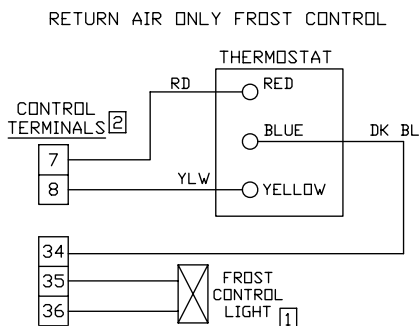 RETURN AIR ONLY FROST CONTROL
THERMOSTAT
RD
RED
CONTROL
TERMINALS 2
BLUE
DK BL
7
8
YLW
YELLOW
34
35
36
FROST
CONTROL
LIGHT 1